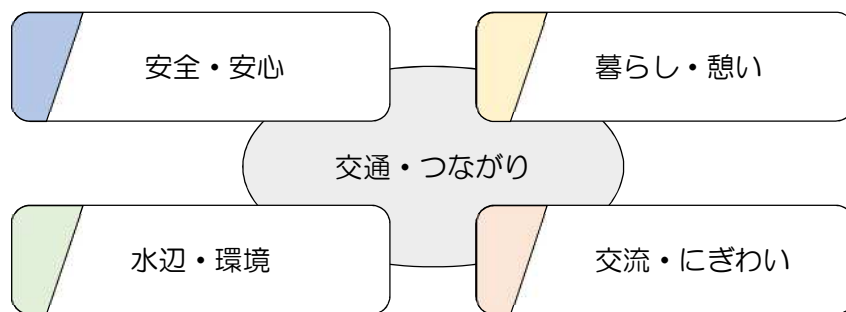 安全・安心
暮らし・憩い
交通・つながり
水辺・環境
交流・にぎわい